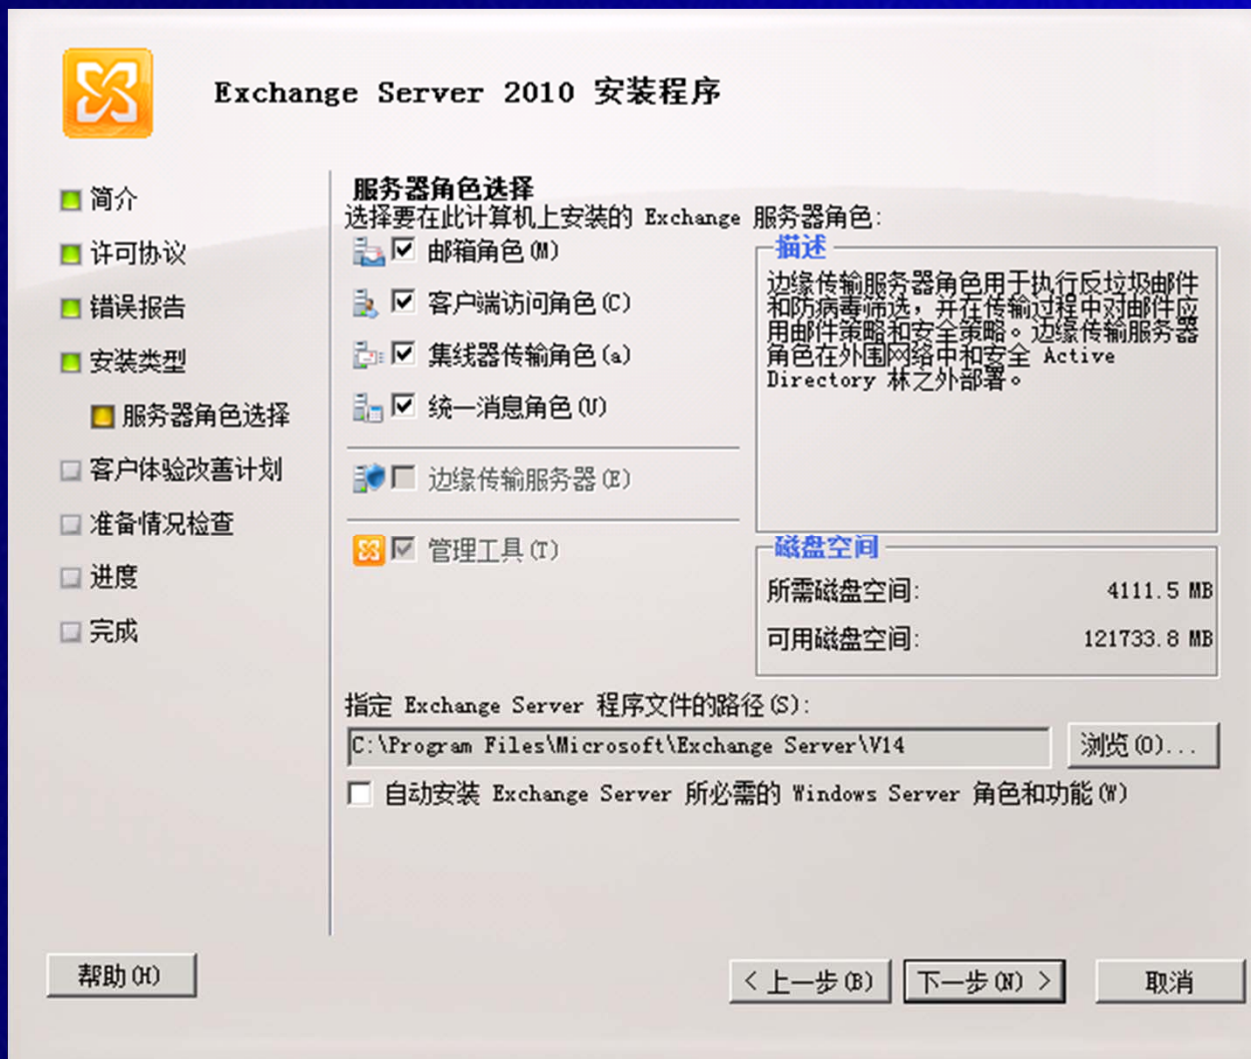 Exchange Server 2010 安装程序
简介
许可协议
错误报告
安装类型
服务器角色选择
客户体验改善计划
准备情况检查
进度
完成
服务器角色选择
选择要在此计算机上安装的 Exchange 服务器角色:
邮箱角色(M)
客户端访问角色(C)
集线器传输角色(a)
统一消息角色(U)
边缘传输服务器(E)
管理工具(T)
描述
边缘传输服务器角色用于执行反垃圾邮件
和防病毒筛选，并在传输过程中对邮件应
用邮件策略和安全策略。边缘传输服务器
角色在外围网络中和安全 Active
Directory 林之外部署。
磁盘空间
所需磁盘空间: 4111.5 MB
可用磁盘空间: 121733.8 MB
指定 Exchange Server 程序文件的路径(S):
C:\Program Files\Microsoft\Exchange Server\V14
浏览(O)...
自动安装 Exchange Server 所必需的 Windows Server 角色和功能(W)
帮助(H)
< 上一步(B)
下一步(N) >
取消